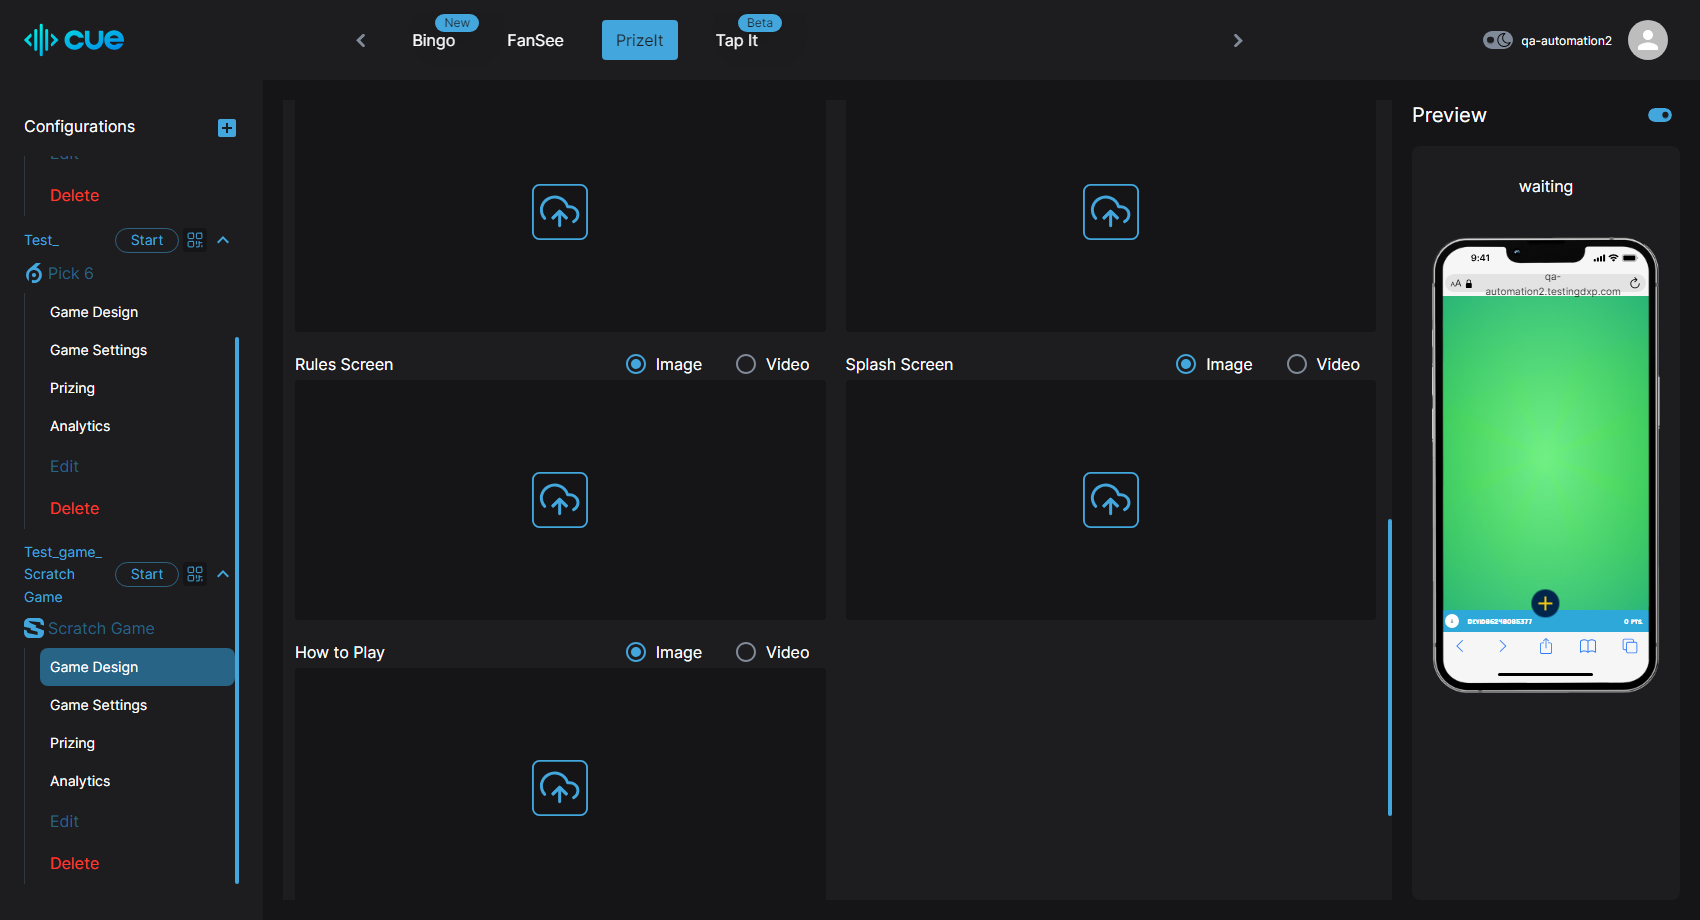 cue
New
Bingo
FanSee
PrizeIt
Beta
Tap It
qa-automation2
Configurations
Edit
Delete
Test_
Start
Pick 6
Game Design
Game Settings
Prizing
Analytics
Edit
Delete
Test_game_
Scratch
Game
Start
Scratch Game
Game Design
Game Settings
Prizing
Analytics
Edit
Delete
Rules Screen
Image
Video
Splash Screen
Image
Video
How to Play
Image
Video
Preview
waiting
9:41
AA
qa-
automation2.testingdxp.com
0 PTS.